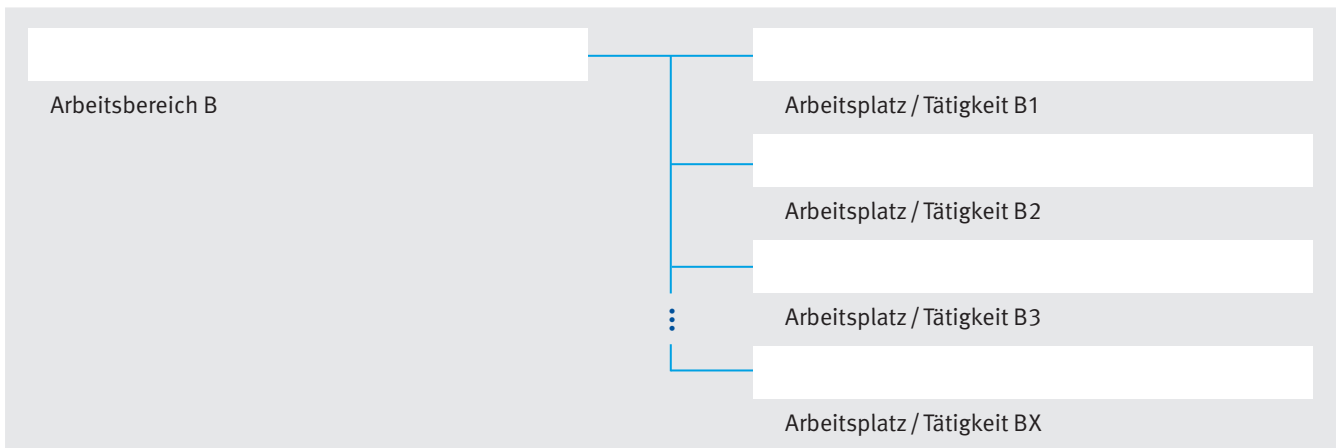 Arbeitsbereich B
Arbeitsplatz / Tätigkeit B1
Arbeitsplatz / Tätigkeit B2
Arbeitsplatz / Tätigkeit B3
Arbeitsplatz / Tätigkeit BX